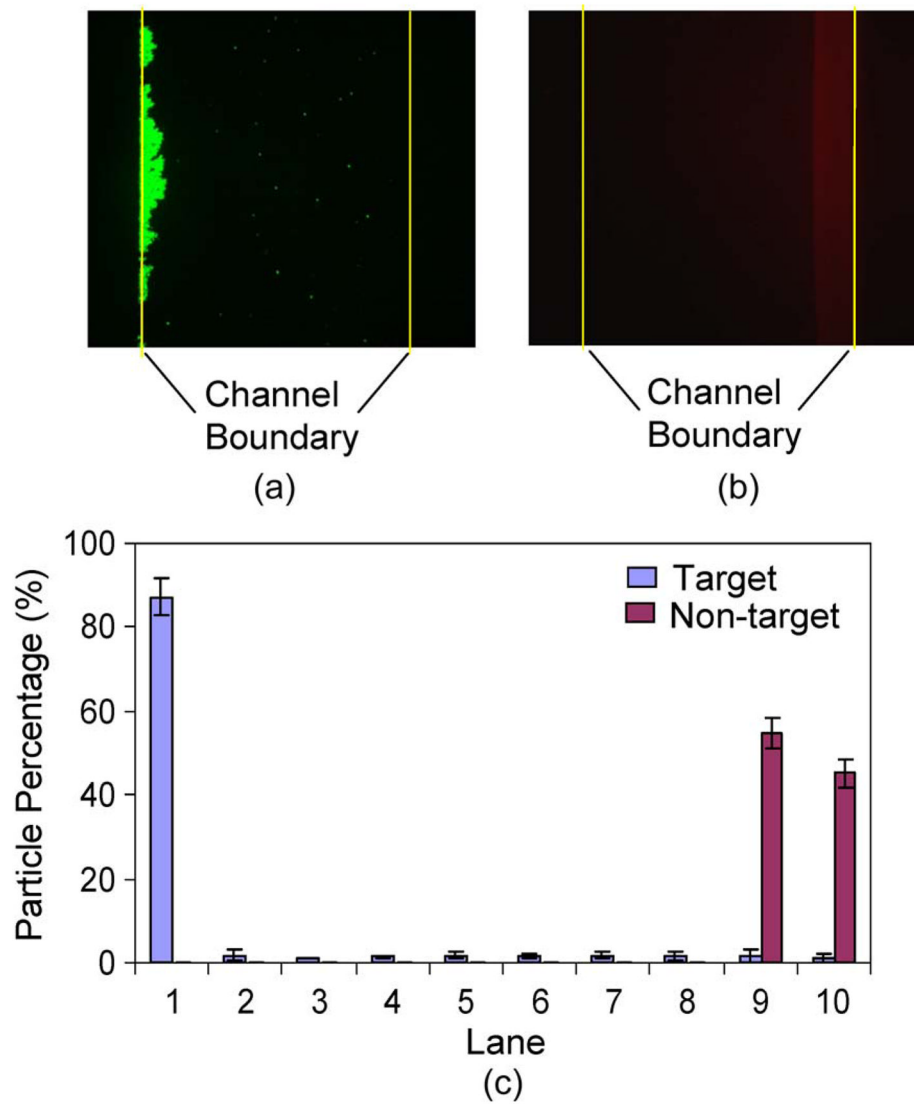 Channel
Boundary
(a)
Channel
Boundary
(b)
Particle Percentage (%)
100
80
60
40
20
0
Target
Non-target
1 2 3 4 5 6 7 8 9 10
Lane
(c)